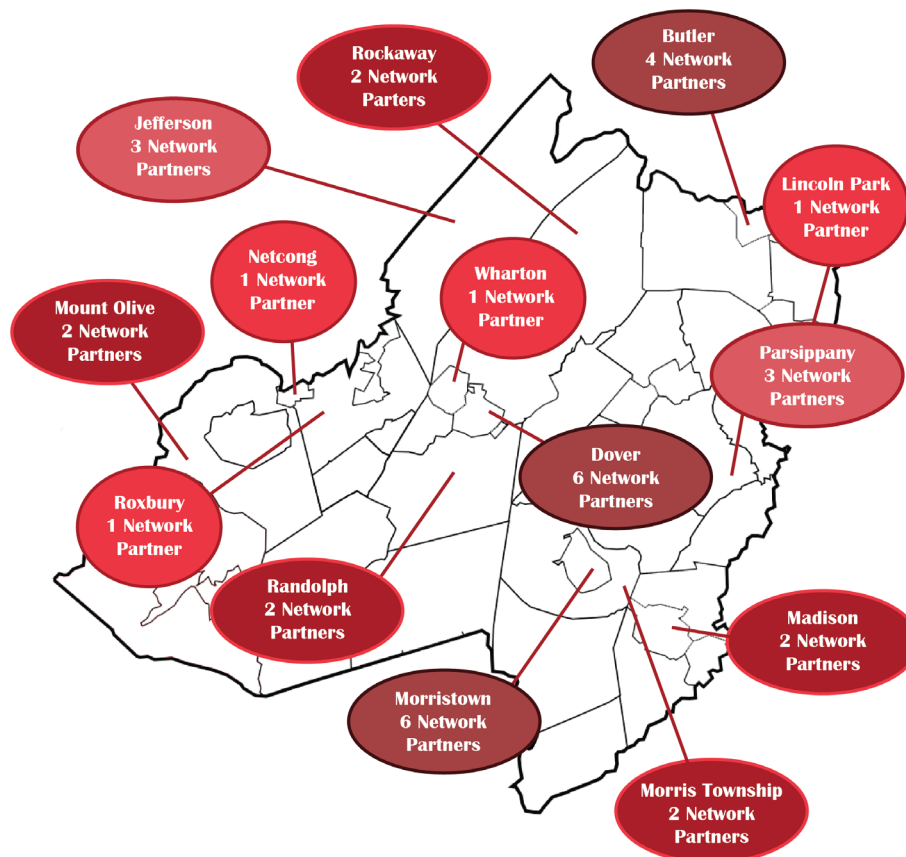 Butler
4 Network
Partners
Rockaway
2 Network
Parters
Jefferson
3 Network
Partners
Lincoln Park
1 Network
Partner
Netcong
1 Network
Partner
Wharton
1 Network
Partner
Mount Olive
2 Network
Partners
Parsippany
3 Network
Partners
Dover
6 Network
Partners
Roxbury
1 Network
Partner
Randolph
2 Network
Partners
Madison
2 Network
Partners
Morristown
6 Network
Partners
Morris Township
2 Network
Partners